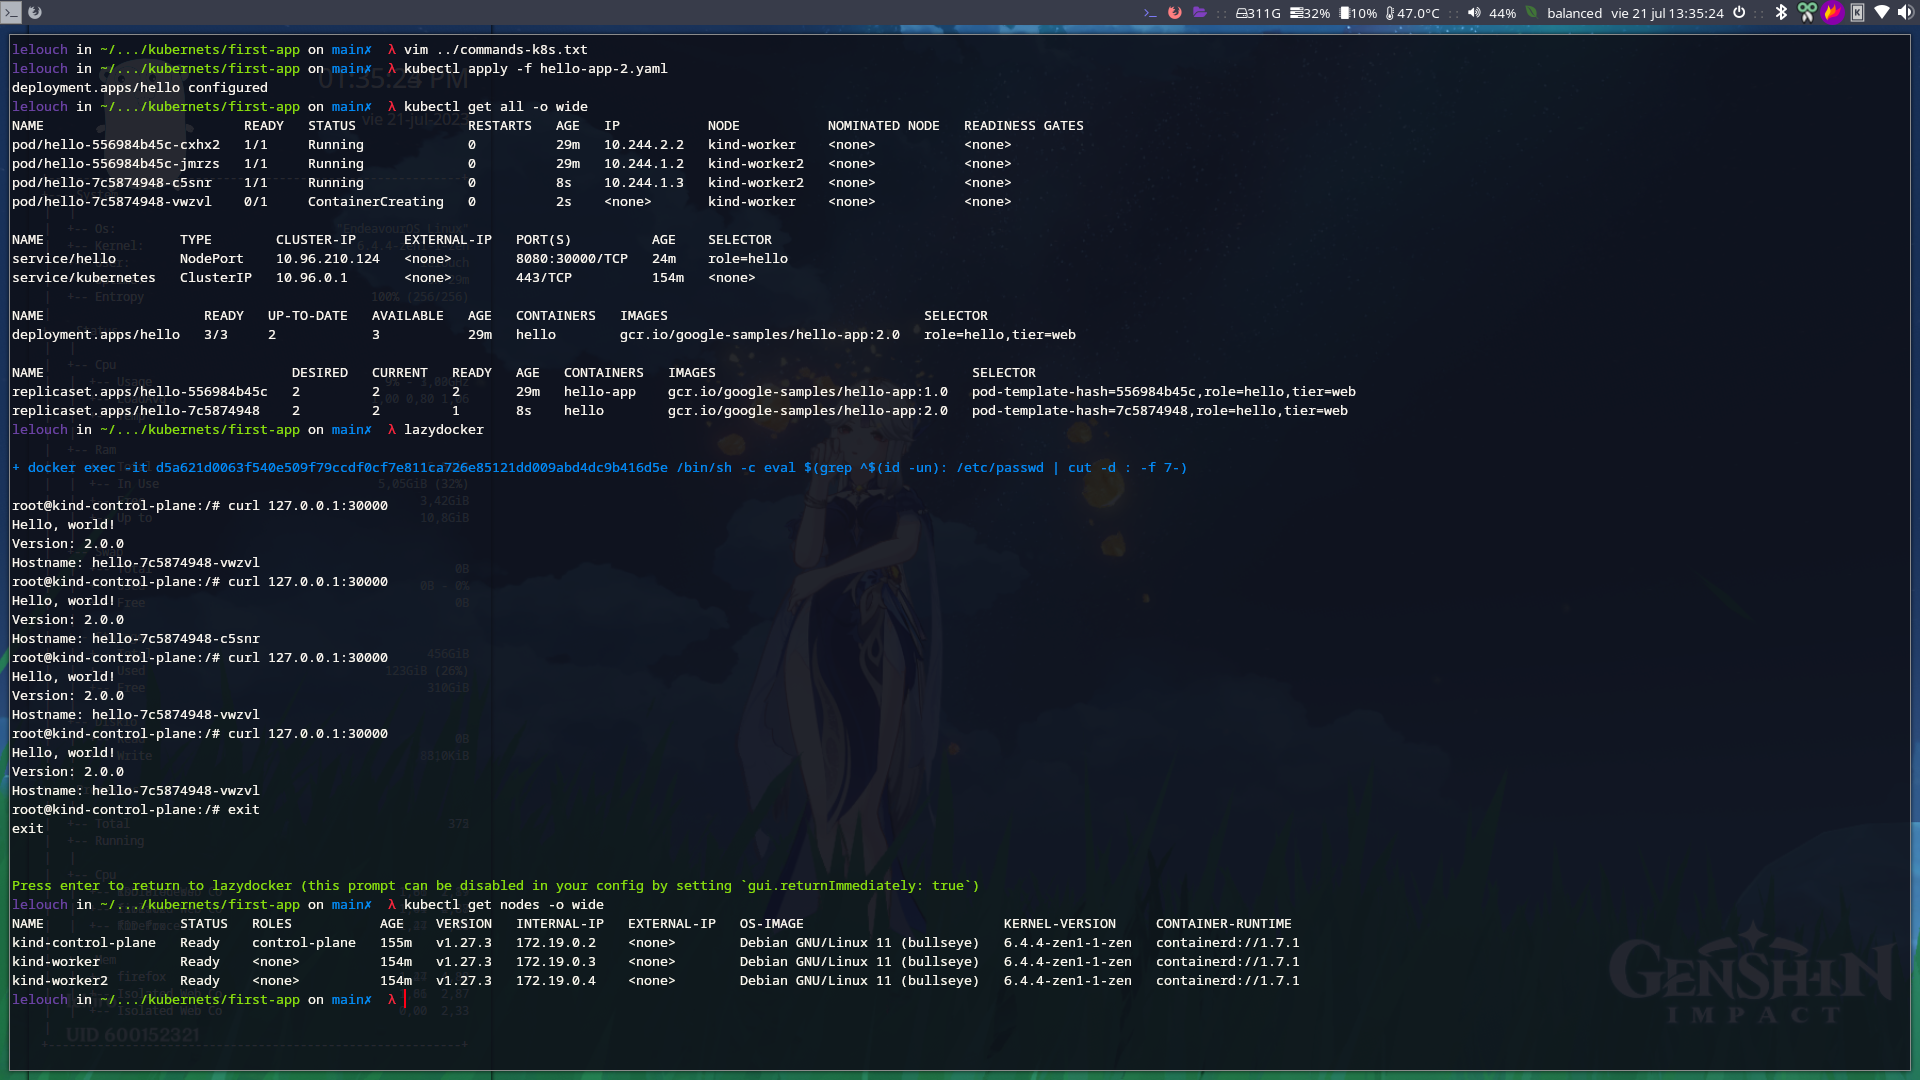 311G 32% 10% 47.0°C :: 44% balanced vie 21 jul 13:35:24
lelouch in ~/.../kubernets/first-app on main✗ λ vim ../commands-k8s.txt
lelouch in ~/.../kubernets/first-app on main✗ λ kubectl apply -f hello-app-2.yaml
deployment.apps/hello configured
lelouch in ~/.../kubernets/first-app on main✗ λ kubectl get all -o wide
NAME READY STATUS RESTARTS AGE IP NODE NOMINATED NODE READINESS GATES
pod/hello-556984b45c-cxhx2 1/1 Running 0 29m 10.244.2.2 kind-worker <none> <none>
pod/hello-556984b45c-jmrzs 1/1 Running 0 29m 10.244.1.2 kind-worker2 <none> <none>
pod/hello-7c5874948-c5snr 1/1 Running 0 8s 10.244.1.3 kind-worker2 <none> <none>
pod/hello-7c5874948-vwzvl 0/1 ContainerCreating 0 2s <none> kind-worker <none> <none>
NAME TYPE CLUSTER-IP EXTERNAL-IP PORT(S) AGE SELECTOR
service/hello NodePort 10.96.210.124 <none> 8080:30000/TCP 24m role=hello
service/kubernetes ClusterIP 10.96.0.1 <none> 443/TCP 154m <none>
NAME READY UP-TO-DATE AVAILABLE AGE CONTAINERS IMAGES SELECTOR
deployment.apps/hello 3/3 2 3 29m hello gcr.io/google-samples/hello-app:2.0 role=hello,tier=web
NAME DESIRED CURRENT READY AGE CONTAINERS IMAGES SELECTOR
replicaset.apps/hello-556984b45c 2 2 2 29m hello-app gcr.io/google-samples/hello-app:1.0 pod-template-hash=556984b45c,role=hello,tier=web
replicaset.apps/hello-7c5874948 2 2 1 8s hello gcr.io/google-samples/hello-app:2.0 pod-template-hash=7c5874948,role=hello,tier=web
lelouch in ~/.../kubernets/first-app on main✗ λ lazydocker
+ docker exec -it d5a621d0063f540e509f79ccdf0cf7e811ca726e85121dd009abd4dc9b416d5e /bin/sh -c eval $(grep ^$(id -un): /etc/passwd | cut -d : -f 7-)
root@kind-control-plane:/# curl 127.0.0.1:30000
Hello, world!
Version: 2.0.0
Hostname: hello-7c5874948-vwzvl
root@kind-control-plane:/# curl 127.0.0.1:30000
Hello, world!
Version: 2.0.0
Hostname: hello-7c5874948-c5snr
root@kind-control-plane:/# curl 127.0.0.1:30000
Hello, world!
Version: 2.0.0
Hostname: hello-7c5874948-vwzvl
root@kind-control-plane:/# curl 127.0.0.1:30000
Hello, world!
Version: 2.0.0
Hostname: hello-7c5874948-vwzvl
root@kind-control-plane:/# exit
exit
Press enter to return to lazydocker (this prompt can be disabled in your config by setting `gui.returnImmediately: true`)
lelouch in ~/.../kubernets/first-app on main✗ λ kubectl get nodes -o wide
NAME STATUS ROLES AGE VERSION INTERNAL-IP EXTERNAL-IP OS-IMAGE KERNEL-VERSION CONTAINER-RUNTIME
kind-control-plane Ready control-plane 155m v1.27.3 172.19.0.2 <none> Debian GNU/Linux 11 (bullseye) 6.4.4-zen1-1-zen containerd://1.7.1
kind-worker Ready <none> 154m v1.27.3 172.19.0.3 <none> Debian GNU/Linux 11 (bullseye) 6.4.4-zen1-1-zen containerd://1.7.1
kind-worker2 Ready <none> 154m v1.27.3 172.19.0.4 <none> Debian GNU/Linux 11 (bullseye) 6.4.4-zen1-1-zen containerd://1.7.1
lelouch in ~/.../kubernets/first-app on main✗ λ
UID 600152321
GENSHIN
IMPACT